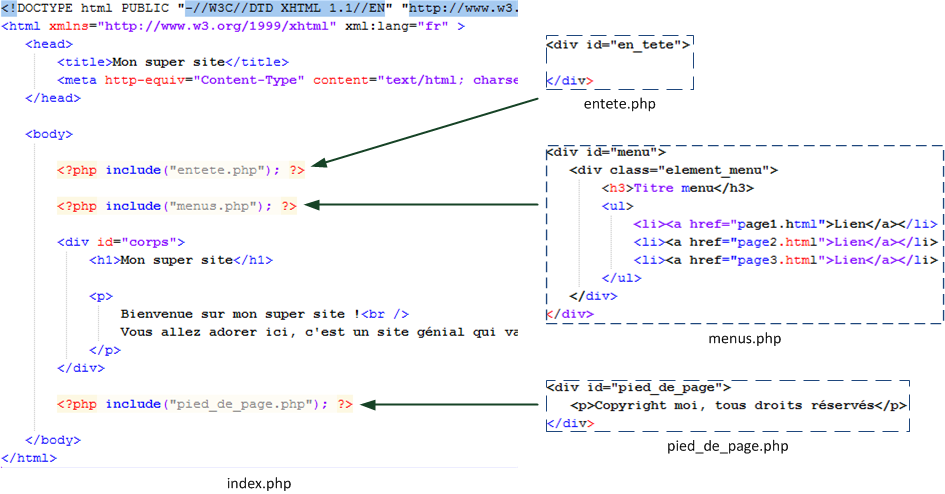 <!DOCTYPE html PUBLIC "-//W3C//DTD XHTML 1.1//EN" "http://www.w3.
<html xmlns="http://www.w3.org/1999/xhtml" xml:lang="fr" >
<head>
<title>Mon super site</title>
<meta http-equiv="Content-Type" content="text/html; charse
</head>
<body>
<?php include("entete.php"); ?>
<?php include("menus.php"); ?>
<div id="corps">
<h1>Mon super site</h1>
<p>
Bienvenue sur mon super site !<br />
Vous allez adorer ici, c'est un site génial qui va
</p>
</div>
<?php include("pied_de_page.php"); ?>
</body>
</html>
index.php
<div id="en_tete">
</div>
entete.php
<div id="menu">
<div class="element_menu">
<h3>Titre menu</h3>
<ul>
<li><a href="page1.html">Lien</a></li>
<li><a href="page2.html">Lien</a></li>
<li><a href="page3.html">Lien</a></li>
</ul>
</div>
</div>
menus.php
<div id="pied_de_page">
<p>Copyright moi, tous droits réservés</p>
</div>
pied_de_page.php